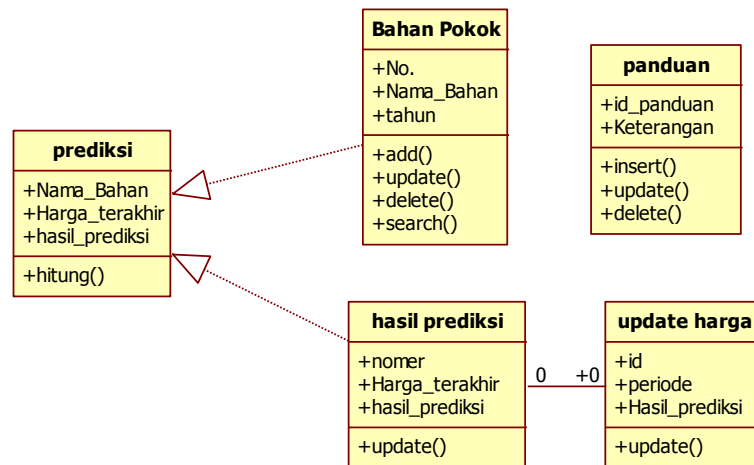 prediksi
+Nama_Bahan
+Harga_terakhir
+hasil_prediksi
+hitung()
Bahan Pokok
+No.
+Nama_Bahan
+tahun
+add()
+update()
+delete()
+search()
panduan
+id_panduan
+Keterangan
+insert()
+update()
+delete()
hasil prediksi
+nomer
+Harga_terakhir
+hasil_prediksi
+update()
0 +0
update harga
+id
+periode
+Hasil_prediksi
+update()